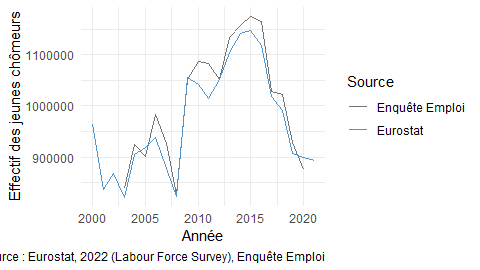 Effectif des jeunes chômeurs
1100000
1000000
900000
2000 2005 2010 2015 2020
Année
Source
Enquête Emploi
Eurostat
: Eurostat, 2022 (Labour Force Survey), Enquête Emploi